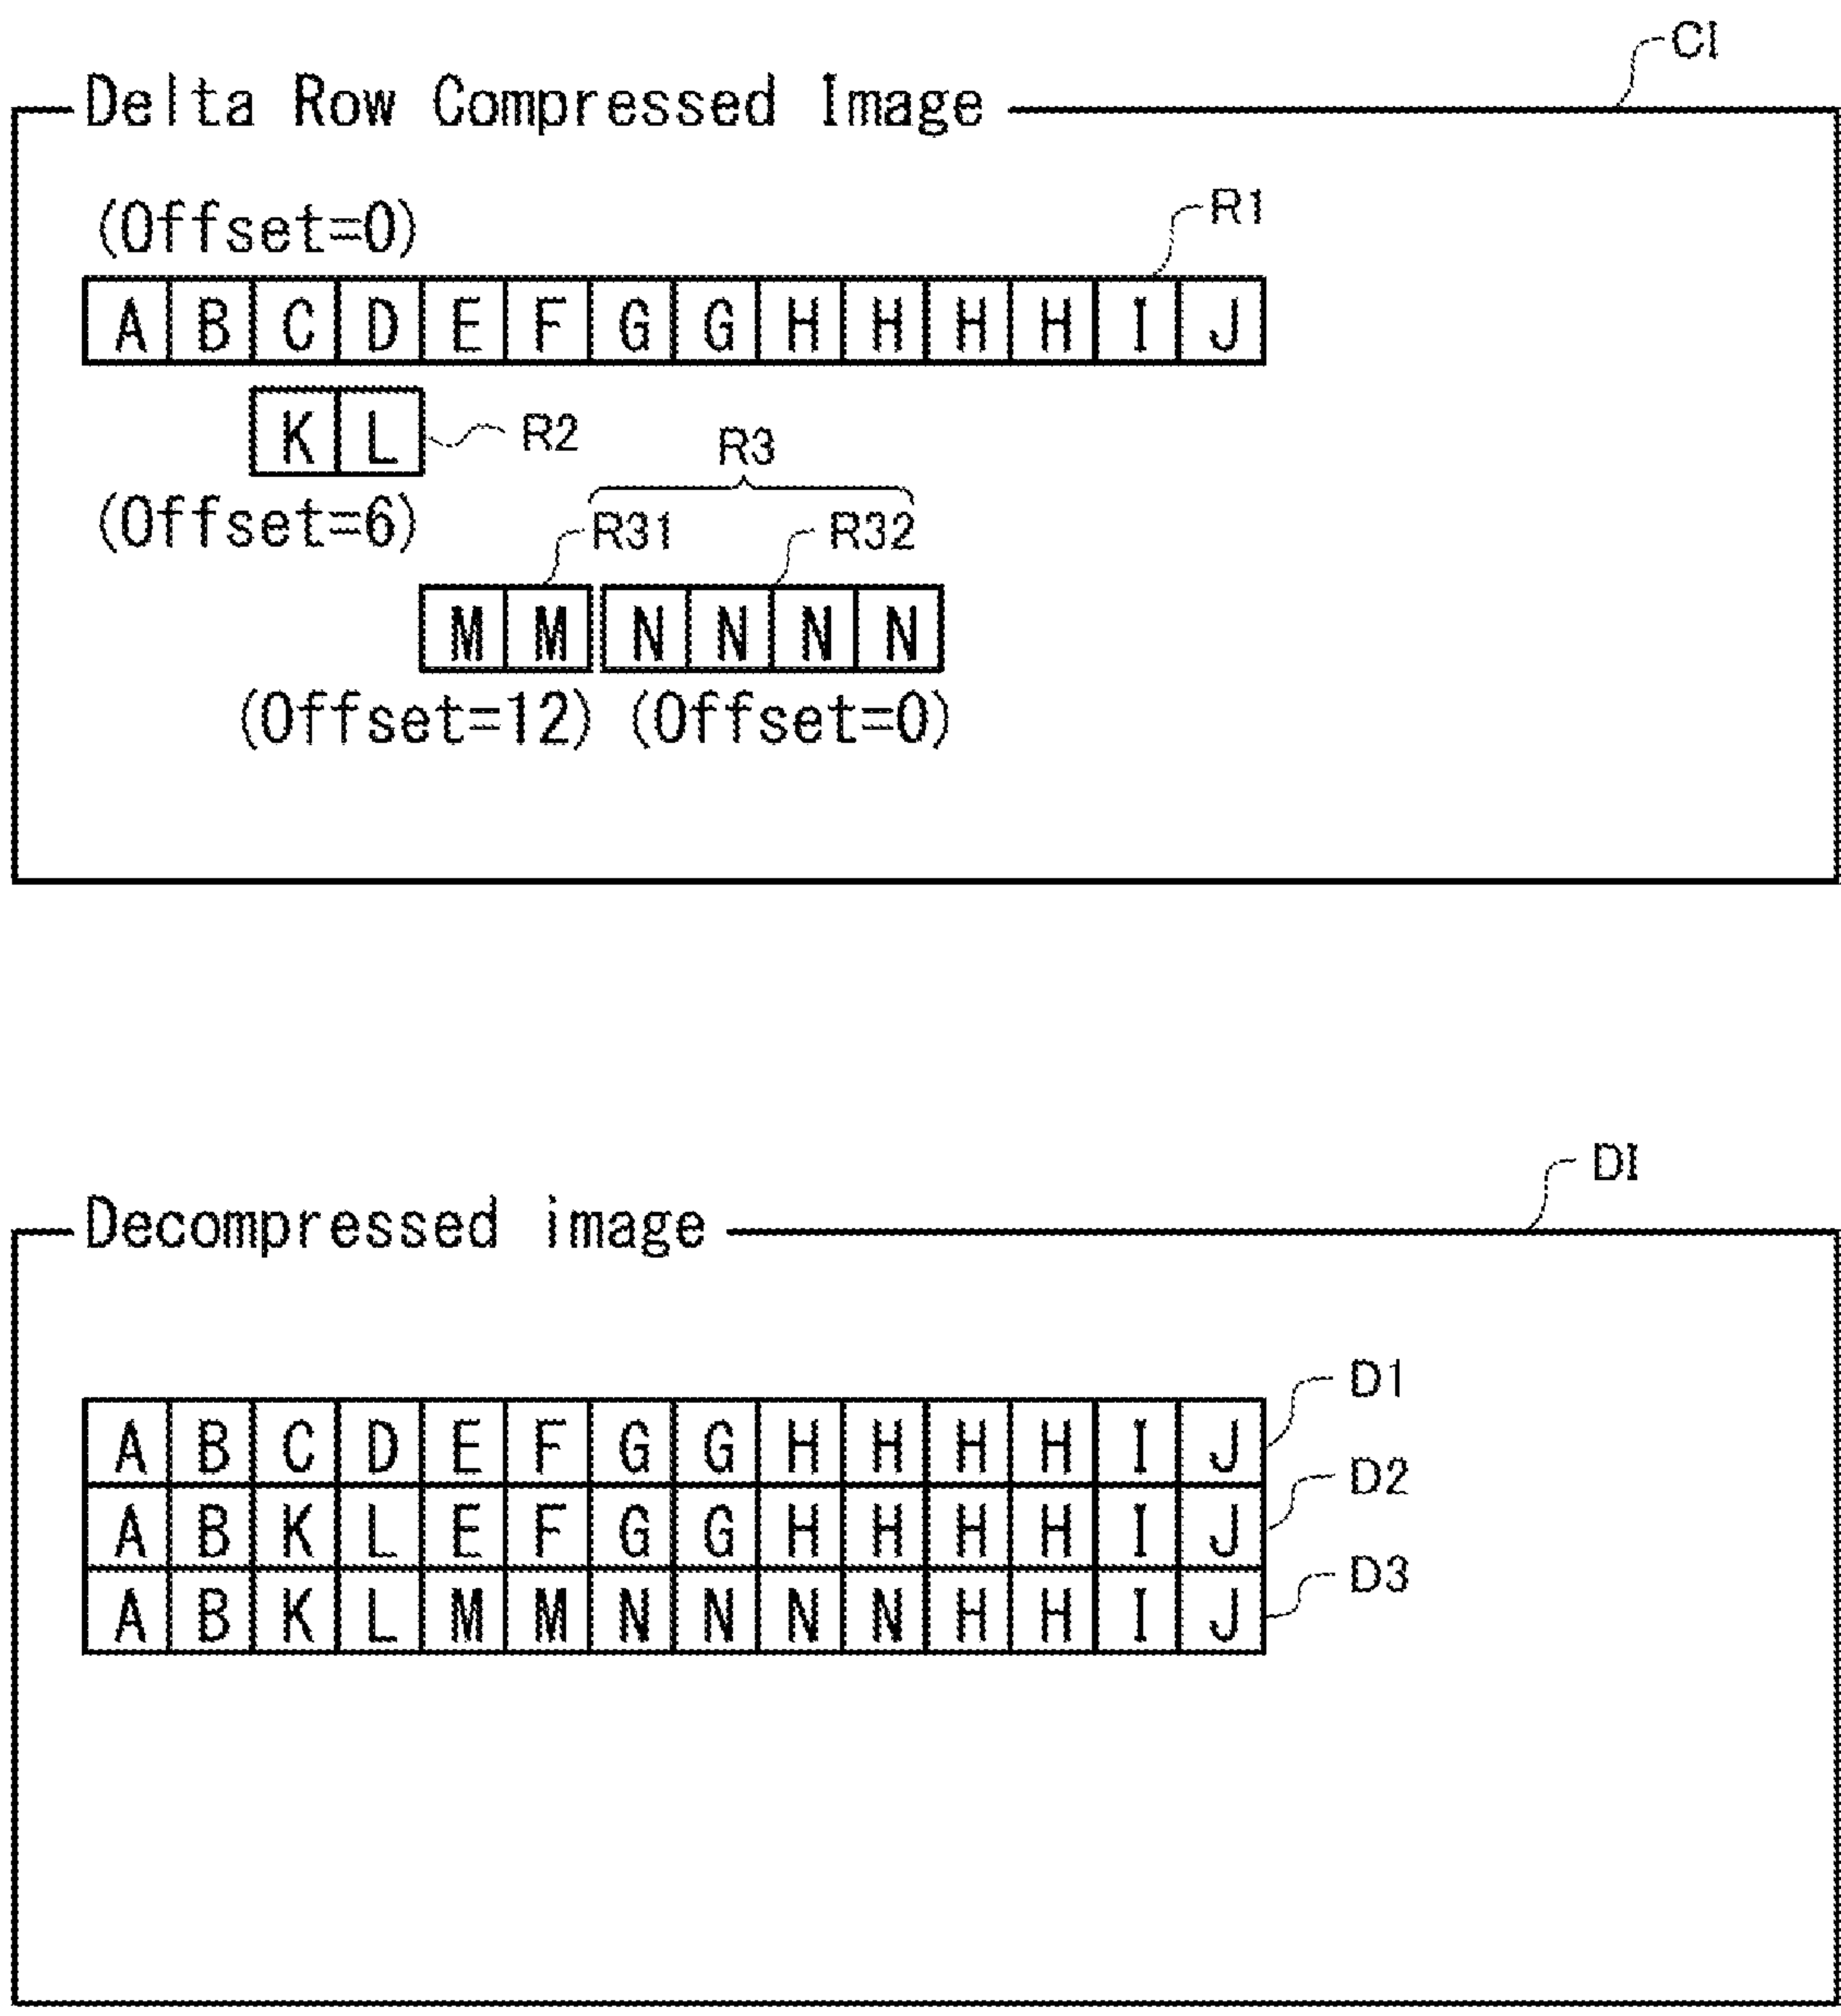 CI
Delta Row Compressed Image
(Offset=0)
R1
A B C D E F G G H H H H I J
K L
R2
R3
(Offset=6)
R31
R32
M M N N N N
(Offset=12) (Offset=0)
DI
Decompressed image
D1
A B C D E F G G H H H H I J
D2
A B K L E F G G H H H H I J
D3
A B K L M M N N N N H H I J